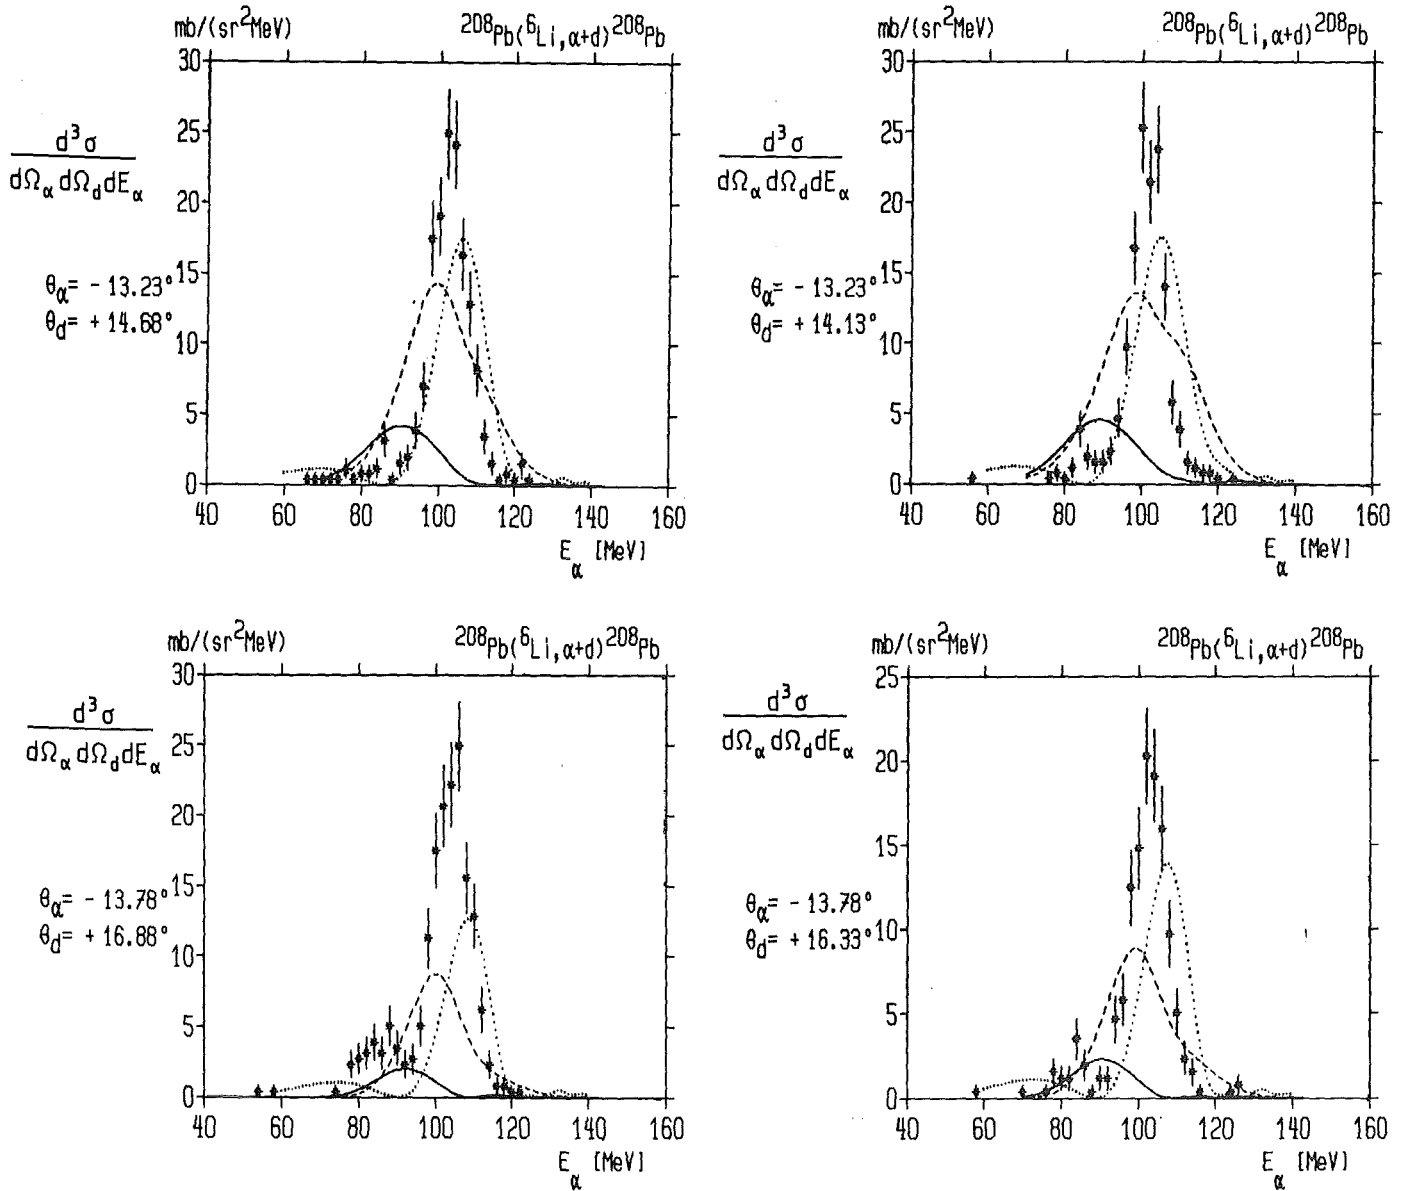 mb/(sr²MeV) ²⁰⁸Pb(⁶Li,α+d)²⁰⁸Pb
30
25
20
15
10
5
0
d³σ
dΩα dΩd dEα
θα= - 13.23°
θd= + 14.68°
40 60 80 100 120 140 160
Eα [MeV]
mb/(sr²MeV) ²⁰⁸Pb(⁶Li,α+d)²⁰⁸Pb
30
25
20
15
10
5
0
d³σ
dΩα dΩd dEα
θα= - 13.23°
θd= + 14.13°
40 60 80 100 120 140 160
Eα [MeV]
mb/(sr²MeV) ²⁰⁸Pb(⁶Li,α+d)²⁰⁸Pb
30
25
20
15
10
5
0
d³σ
dΩα dΩd dEα
θα= - 13.78°
θd= + 16.88°
40 60 80 100 120 140 160
Eα [MeV]
mb/(sr²MeV) ²⁰⁸Pb(⁶Li,α+d)²⁰⁸Pb
25
20
15
10
5
0
d³σ
dΩα dΩd dEα
θα= - 13.78°
θd= + 16.33°
40 60 80 100 120 140 160
Eα [MeV]